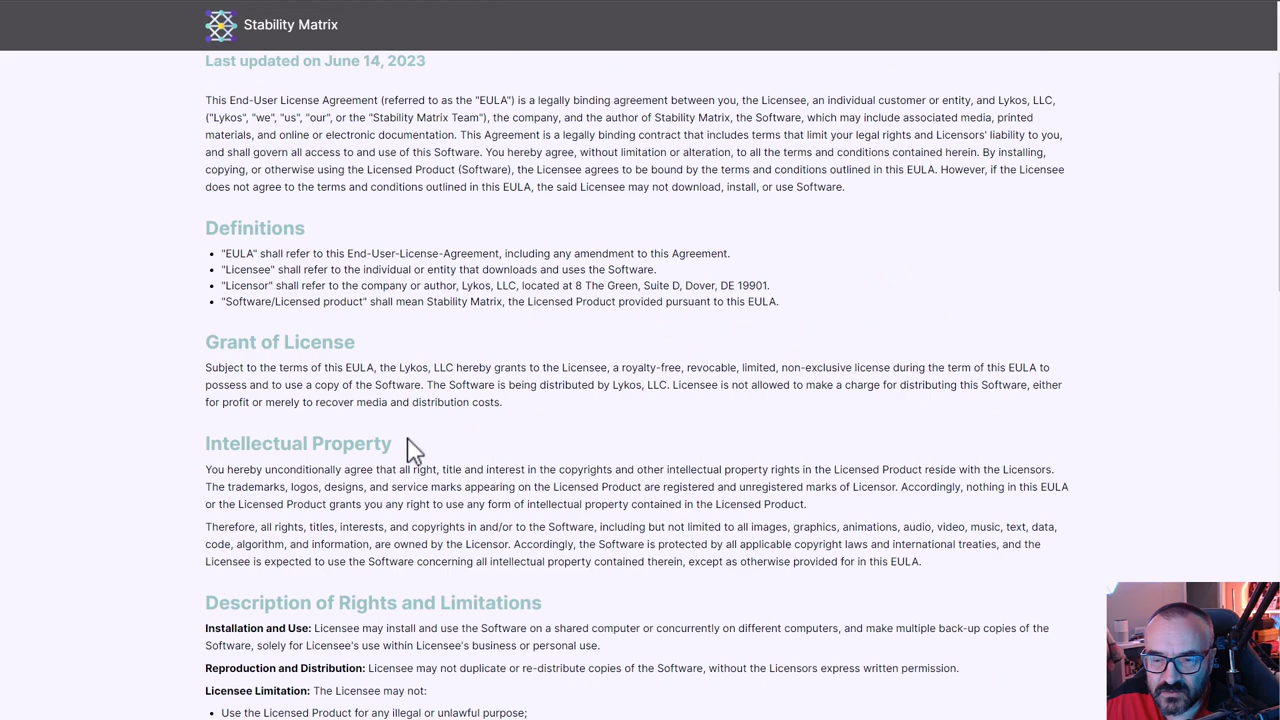 Stability Matrix
Last updated on June 14, 2023
This End-User License Agreement (referred to as the "EULA") is a legally binding agreement between you, the Licensee, an individual customer or entity, and Lykos, LLC,
("Lykos", "we", "us", "our", or the "Stability Matrix Team"), the company, and the author of Stability Matrix, the Software, which may include associated media, printed
materials, and online or electronic documentation. This Agreement is a legally binding contract that includes terms that limit your legal rights and Licensors' liability to you,
and shall govern all access to and use of this Software. You hereby agree, without limitation or alteration, to all the terms and conditions contained herein. By installing,
copying, or otherwise using the Licensed Product (Software), the Licensee agrees to be bound by the terms and conditions outlined in this EULA. However, if the Licensee
does not agree to the terms and conditions outlined in this EULA, the said Licensee may not download, install, or use Software.
Definitions
• "EULA" shall refer to this End-User-License-Agreement, including any amendment to this Agreement.
• "Licensee" shall refer to the individual or entity that downloads and uses the Software.
• "Licensor" shall refer to the company or author, Lykos, LLC, located at 8 The Green, Suite D, Dover, DE 19901.
• "Software/Licensed product" shall mean Stability Matrix, the Licensed Product provided pursuant to this EULA.
Grant of License
Subject to the terms of this EULA, the Lykos, LLC hereby grants to the Licensee, a royalty-free, revocable, limited, non-exclusive license during the term of this EULA to
possess and to use a copy of the Software. The Software is being distributed by Lykos, LLC. Licensee is not allowed to make a charge for distributing this Software, either
for profit or merely to recover media and distribution costs.
Intellectual Property
You hereby unconditionally agree that all right, title and interest in the copyrights and other intellectual property rights in the Licensed Product reside with the Licensors.
The trademarks, logos, designs, and service marks appearing on the Licensed Product are registered and unregistered marks of Licensor. Accordingly, nothing in this EULA
or the Licensed Product grants you any right to use any form of intellectual property contained in the Licensed Product.
Therefore, all rights, titles, interests, and copyrights in and/or to the Software, including but not limited to all images, graphics, animations, audio, video, music, text, data,
code, algorithm, and information, are owned by the Licensor. Accordingly, the Software is protected by all applicable copyright laws and international treaties, and the
Licensee is expected to use the Software concerning all intellectual property contained therein, except as otherwise provided for in this EULA.
Description of Rights and Limitations
Installation and Use: Licensee may install and use the Software on a shared computer or concurrently on different computers, and make multiple back-up copies of the
Software, solely for Licensee's use within Licensee's business or personal use.
Reproduction and Distribution: Licensee may not duplicate or re-distribute copies of the Software, without the Licensors express written permission.
Licensee Limitation: The Licensee may not:
• Use the Licensed Product for any illegal or unlawful purpose;